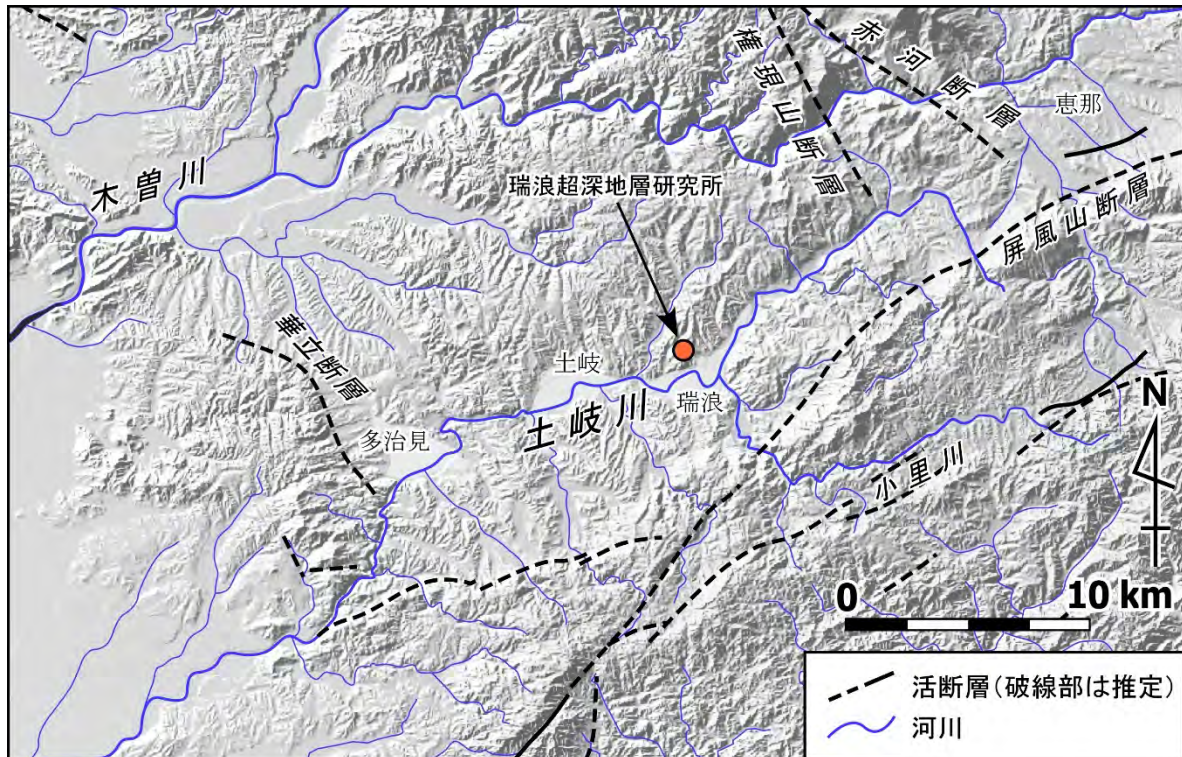 権現山断層
赤河断層
恵那
木曽川
瑞浪超深地層研究所
屏風山断層
華立断層
土岐
瑞浪
土岐川
多治見
小里川
N
0 10 km
活断層(破線部は推定)
河川